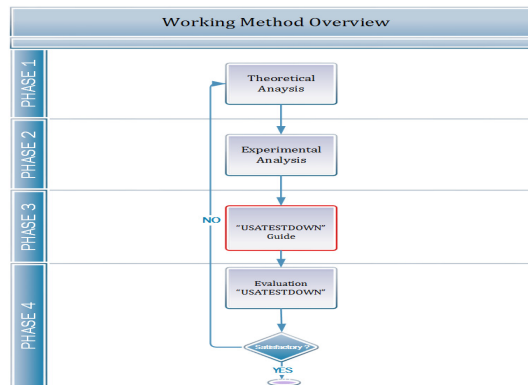 Working Method Overview
PHASE 1
Theoretical
Anaysis
PHASE 2
Experimental
Analysis
PHASE 3
NO
"USATESTDOWN"
Guide
PHASE 4
Evaluation
"USATESTDOWN"
Satisfactory ?
YES